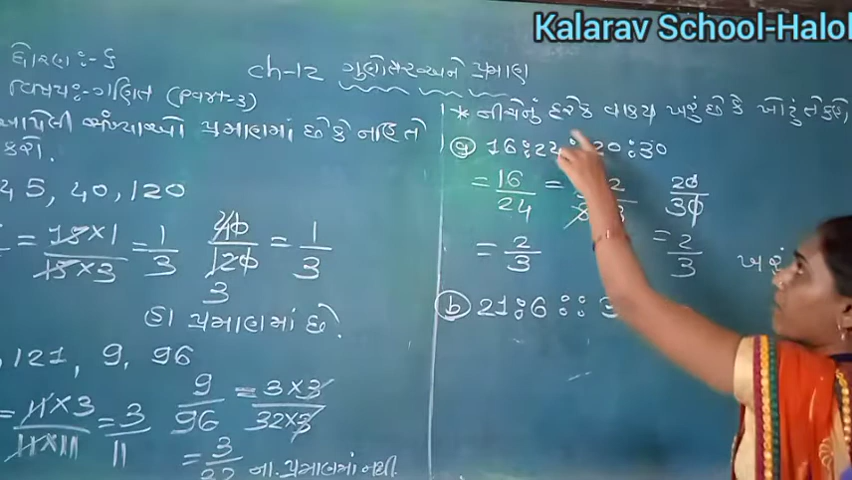 Kalarav School-Halol
ધોરણ:- ૬
વિષય:- ગણિત (Part-3)
ch-12 ગુણોત્તર અને પ્રમાણ
આપેલી સંખ્યાઓ પ્રમાણમાં છે કે નહિ તે
કહો.
45, 40, 120
= 15×1 / 15×3 = 1/3 40/120 = 1/3
3
હા પ્રમાણમાં છે.
, 121, 9, 96
= 11×3 / 11×11 = 3/11 9/96 = 3×3 / 32×3
= 3/32 ના. પ્રમાણમાં નથી.
* નીચેનું દરેક વાક્ય ખરું છે કે ખોટું તે કહો.
(a) 16:24 : 20:30
= 16/24 = 20/30
= 2/3 = 2/3 ખરું
(b) 21:6 ::